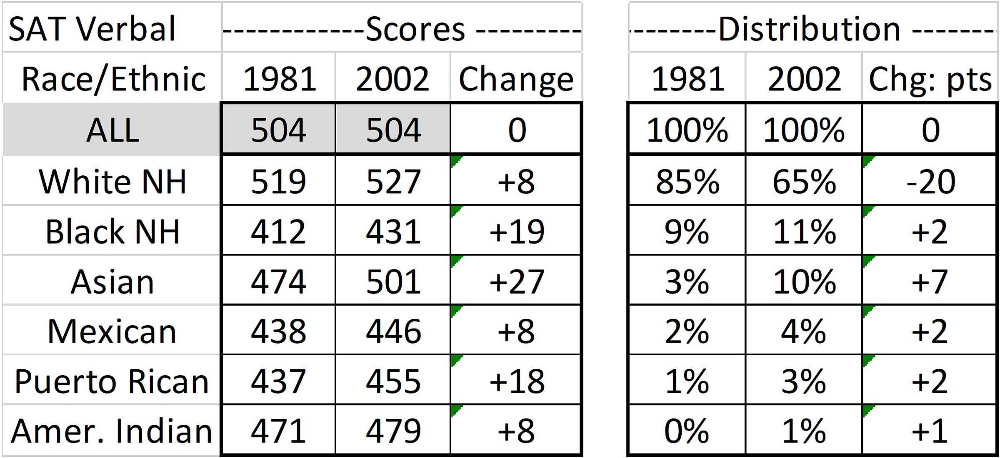 SAT Verbal ------------Scores --------- --------Distribution -------
Race/Ethnic 1981 2002 Change 1981 2002 Chg: pts
ALL 504 504 0 100% 100% 0
White NH 519 527 +8 85% 65% -20
Black NH 412 431 +19 9% 11% +2
Asian 474 501 +27 3% 10% +7
Mexican 438 446 +8 2% 4% +2
Puerto Rican 437 455 +18 1% 3% +2
Amer. Indian 471 479 +8 0% 1% +1